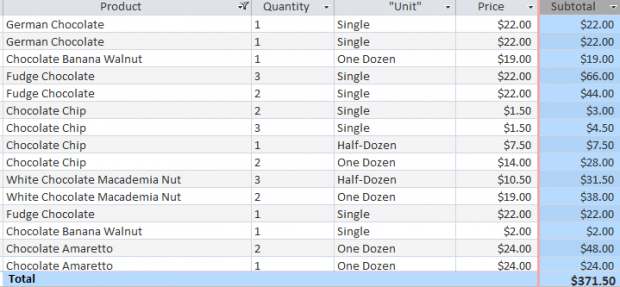 Product Quantity "Unit" Price Subtotal
German Chocolate 1 Single $22.00 $22.00
German Chocolate 1 Single $22.00 $22.00
Chocolate Banana Walnut 1 One Dozen $19.00 $19.00
Fudge Chocolate 3 Single $22.00 $66.00
Fudge Chocolate 2 Single $22.00 $44.00
Chocolate Chip 2 Single $1.50 $3.00
Chocolate Chip 3 Single $1.50 $4.50
Chocolate Chip 1 Half-Dozen $7.50 $7.50
Chocolate Chip 2 One Dozen $14.00 $28.00
White Chocolate Macademia Nut 3 Half-Dozen $10.50 $31.50
White Chocolate Macademia Nut 2 One Dozen $19.00 $38.00
Fudge Chocolate 1 Single $22.00 $22.00
Chocolate Banana Walnut 1 Single $2.00 $2.00
Chocolate Amaretto 2 One Dozen $24.00 $48.00
Chocolate Amaretto 1 One Dozen $24.00 $24.00
Total $371.50